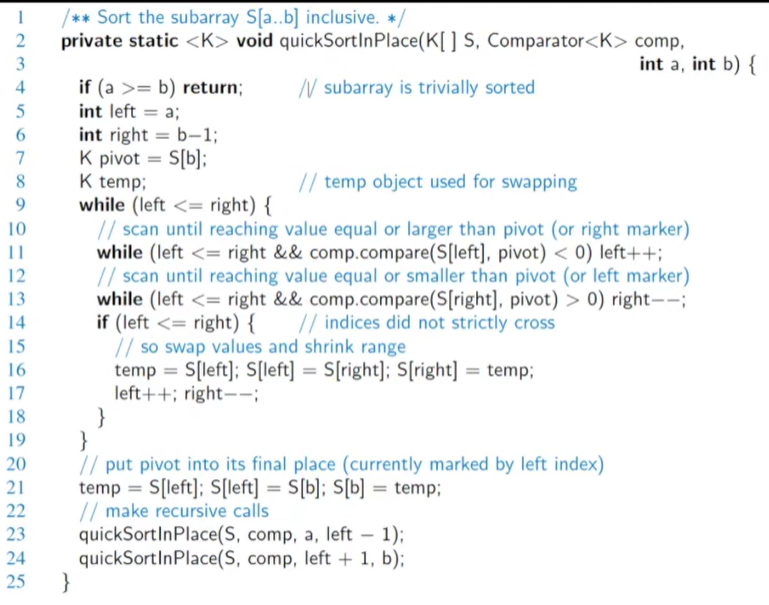 1 /** Sort the subarray S[a..b] inclusive. */
2 private static <K> void quickSortInPlace(K[ ] S, Comparator<K> comp,
3 int a, int b) {
4 if (a >= b) return; // subarray is trivially sorted
5 int left = a;
6 int right = b−1;
7 K pivot = S[b];
8 K temp; // temp object used for swapping
9 while (left <= right) {
10 // scan until reaching value equal or larger than pivot (or right marker)
11 while (left <= right && comp.compare(S[left], pivot) < 0) left++;
12 // scan until reaching value equal or smaller than pivot (or left marker)
13 while (left <= right && comp.compare(S[right], pivot) > 0) right−−;
14 if (left <= right) { // indices did not strictly cross
15 // so swap values and shrink range
16 temp = S[left]; S[left] = S[right]; S[right] = temp;
17 left++; right−−;
18 }
19 }
20 // put pivot into its final place (currently marked by left index)
21 temp = S[left]; S[left] = S[b]; S[b] = temp;
22 // make recursive calls
23 quickSortInPlace(S, comp, a, left − 1);
24 quickSortInPlace(S, comp, left + 1, b);
25 }